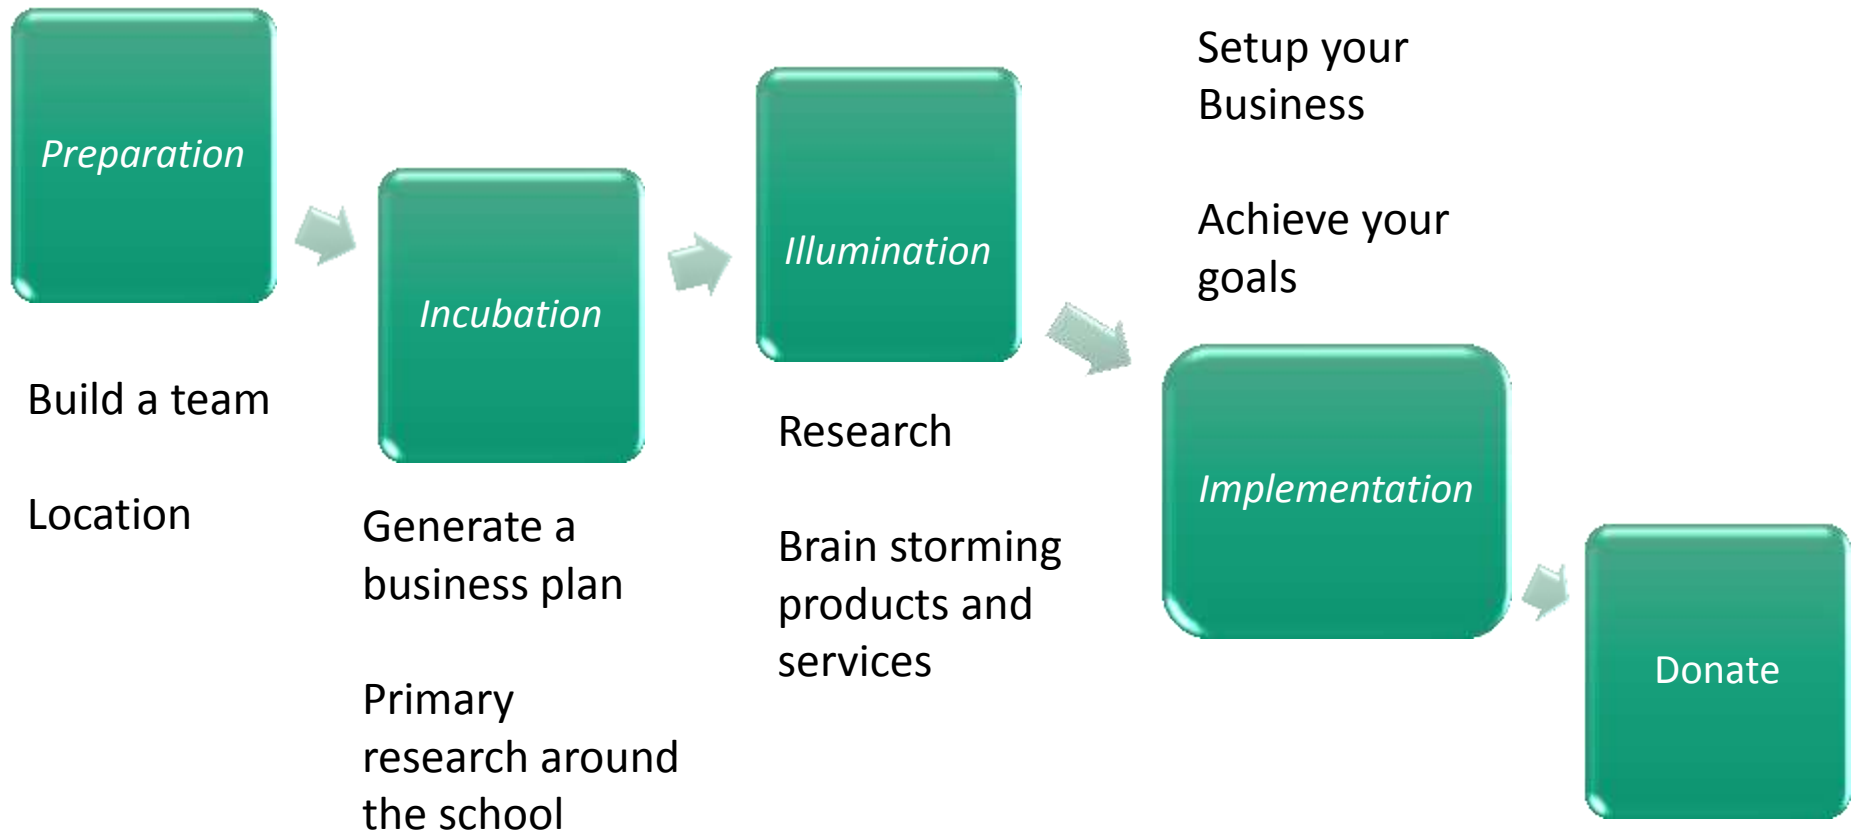 Preparation
Build a team
Location
Incubation
Generate a
business plan
Primary
research around
the school
Illumination
Research
Brain storming
products and
services
Setup your
Business
Achieve your
goals
Implementation
Donate